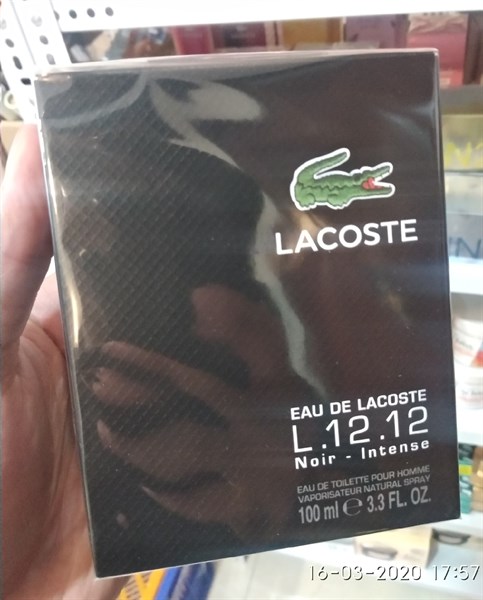 LACOSTE
EAU DE LACOSTE
L.12.12
Noir - Intense
EAU DE TOILETTE POUR HOMME
VAPORISATEUR NATURAL SPRAY
100 ml ℮ 3.3 FL. OZ.
16-03-2020 17:57